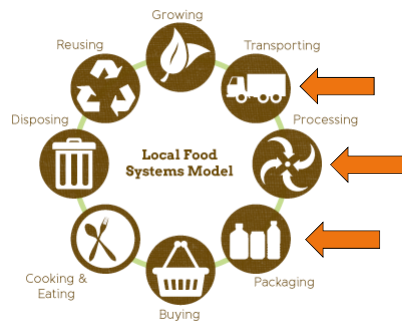 Growing
Transporting
Processing
Packaging
Buying
Cooking &
Eating
Disposing
Reusing
Local Food
Systems Model